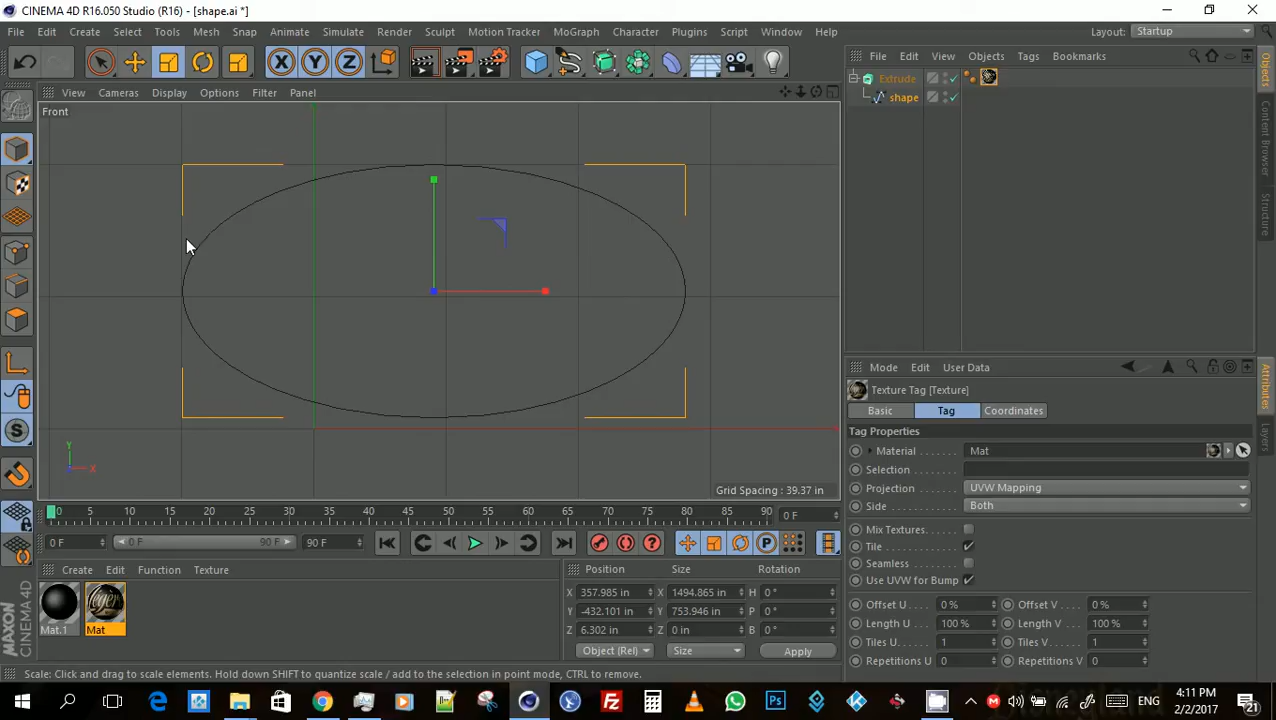 CINEMA 4D R16.050 Studio (R16) - [shape.ai *]
File Edit Create Select Tools Mesh Snap Animate Simulate Render Sculpt Motion Tracker MoGraph Character Plugins Script Window Help Layout: Startup
X Y Z
File Edit View Objects Tags Bookmarks
View Cameras Display Options Filter Panel
Extrude
shape
Front
Y
X
Grid Spacing : 39.37 in
Objects
Content Browser
Structure
Attributes
Layers
Mode Edit User Data
Texture Tag [Texture]
Basic Tag Coordinates
Tag Properties
Material Mat
Selection
Projection UVW Mapping
Side Both
Mix Textures
Tile
Seamless
Use UVW for Bump
Offset U 0 % Offset V 0 %
Length U 100 % Length V 100 %
Tiles U 1 Tiles V 1
Repetitions U 0 Repetitions V 0
0 5 10 15 20 25 30 35 40 45 50 55 60 65 70 75 80 85 90 0 F
0 F 0 F 90 F 90 F
Create Edit Function Texture
Mat.1 Mat
Position Size Rotation
X 357.985 in X 1494.865 in H 0 °
Y -432.101 in Y 753.946 in P 0 °
Z 6.302 in Z 0 in B 0 °
Object (Rel) Size Apply
MAXON
CINEMA 4D
Scale: Click and drag to scale elements. Hold down SHIFT to quantize scale / add to the selection in point mode, CTRL to remove.
ENG
4:11 PM
2/2/2017
21